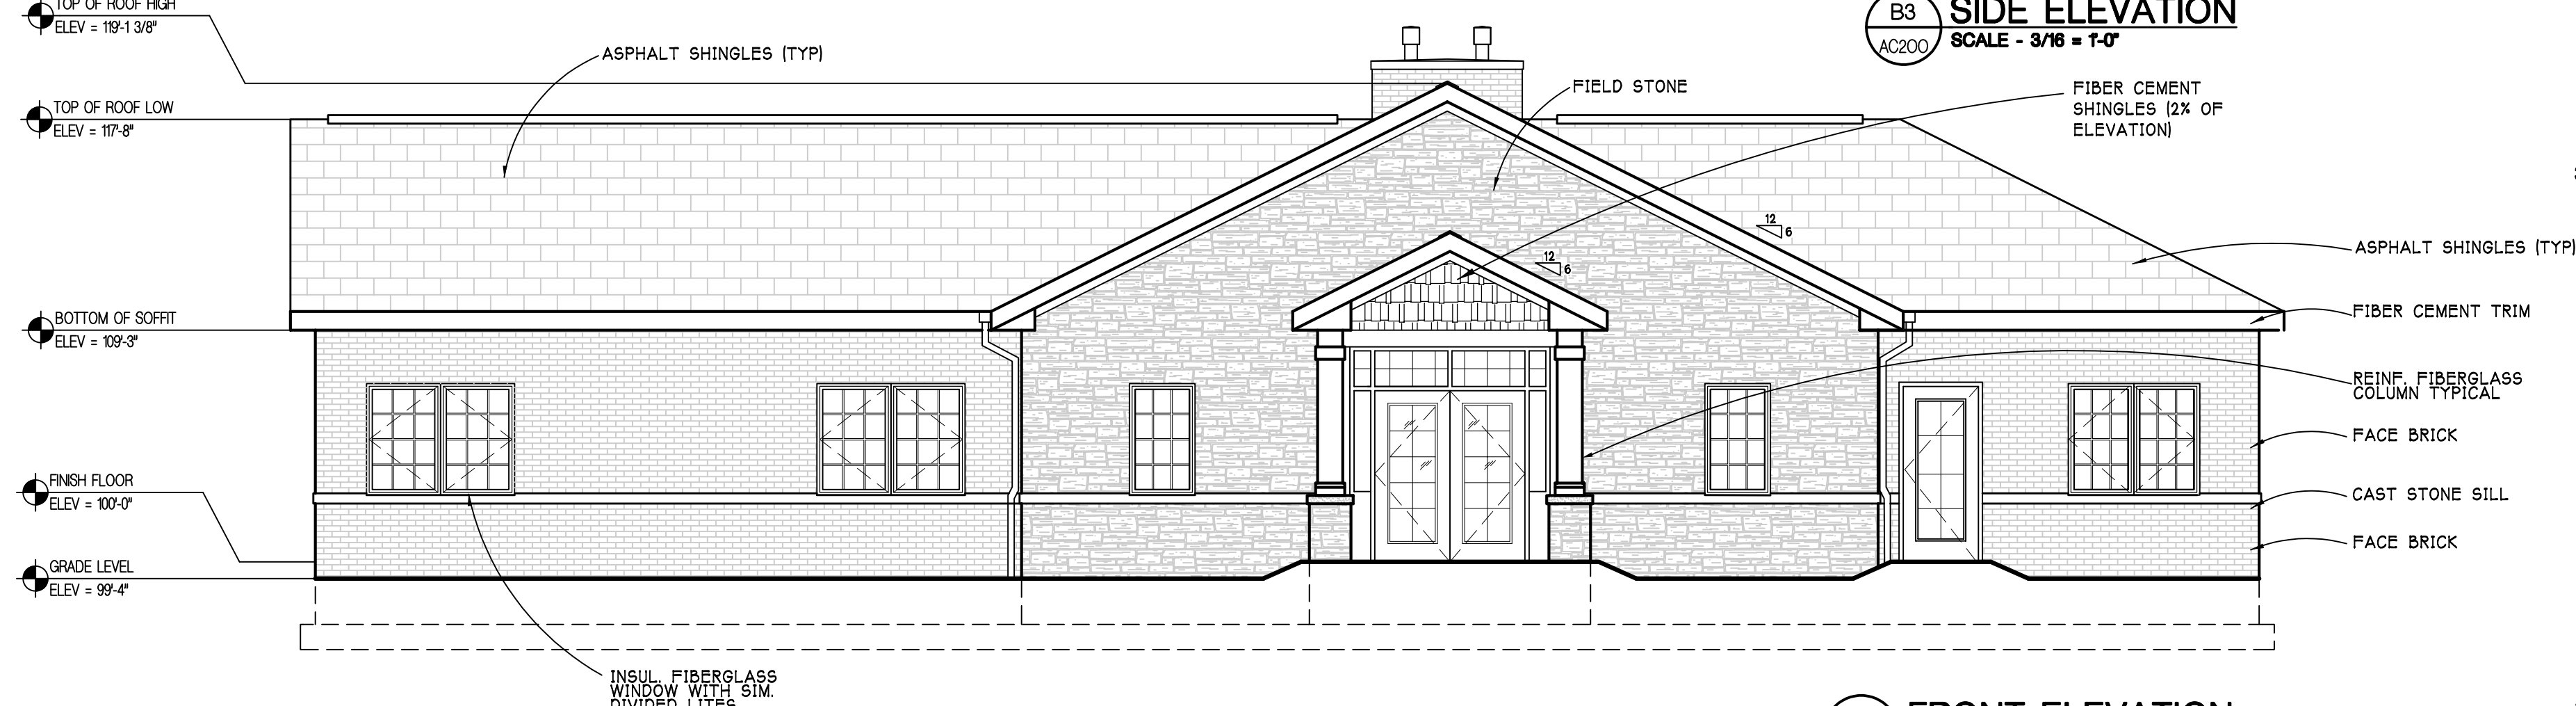 TOP OF ROOF HIGH
ELEV = 119'-1 3/8"
B3
AC200
SIDE ELEVATION
SCALE - 3/16 = 1'-0"
ASPHALT SHINGLES (TYP)
FIELD STONE
FIBER CEMENT
SHINGLES (2% OF
ELEVATION)
TOP OF ROOF LOW
ELEV = 117'-8"
12
6
12
6
ASPHALT SHINGLES (TYP)
BOTTOM OF SOFFIT
ELEV = 109'-3"
FIBER CEMENT TRIM
REINF. FIBERGLASS
COLUMN TYPICAL
FACE BRICK
FINISH FLOOR
ELEV = 100'-0"
CAST STONE SILL
FACE BRICK
GRADE LEVEL
ELEV = 99'-4"
INSUL. FIBERGLASS
WINDOW WITH SIM.
DIVIDED LITES
FRONT ELEVATION